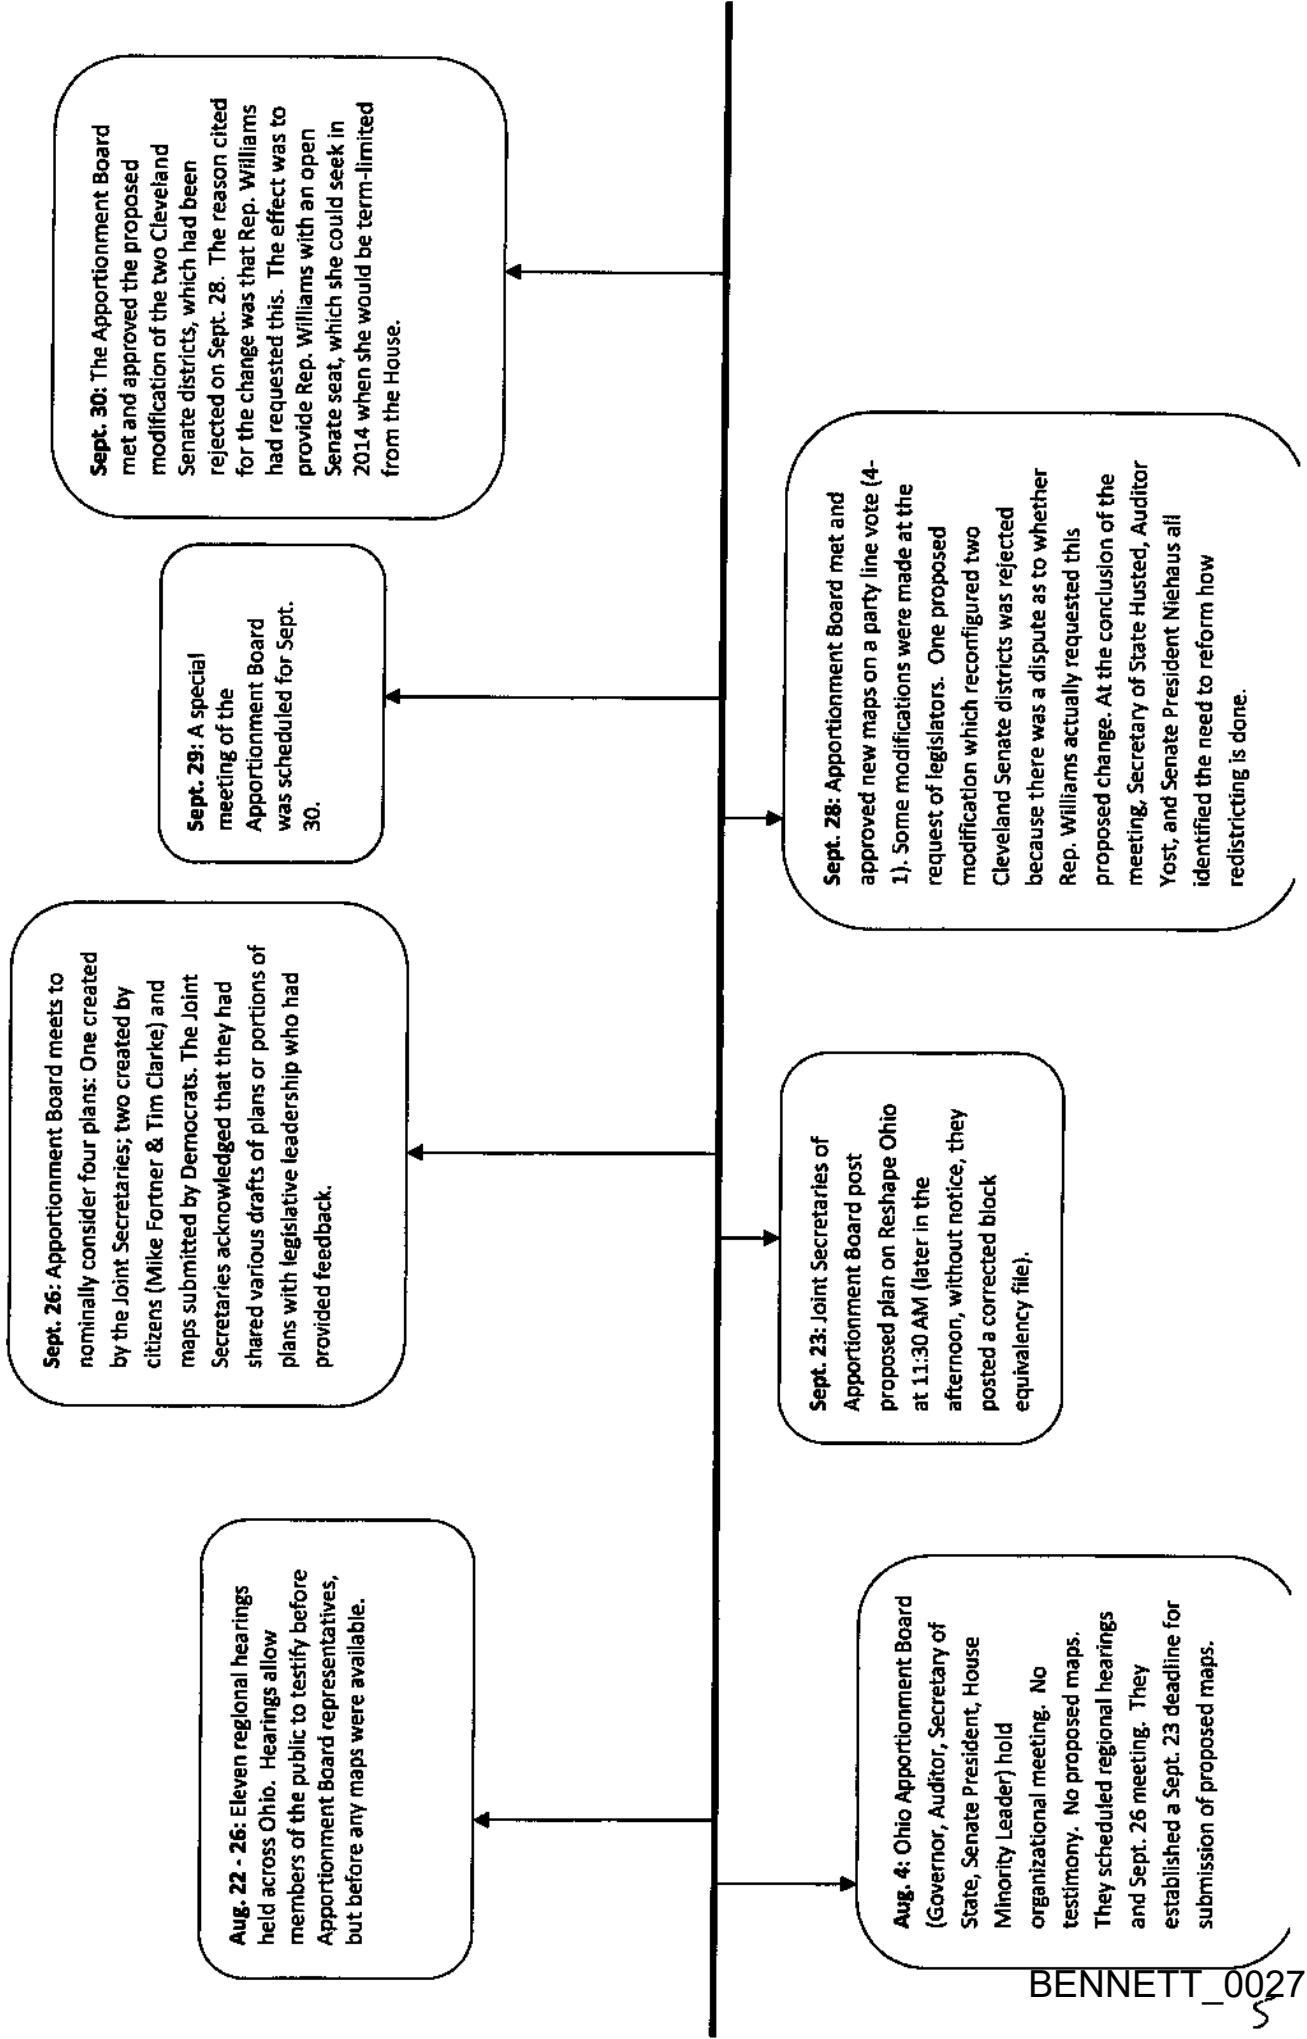 Aug. 22 - 26: Eleven regional hearings
held across Ohio.  Hearings allow
members of the public to testify before
Apportionment Board representatives,
but before any maps were available.
Sept. 26: Apportionment Board meets to
nominally consider four plans: One created
by the Joint Secretaries; two created by
citizens (Mike Fortner & Tim Clarke) and
maps submitted by Democrats. The Joint
Secretaries acknowledged that they had
shared various drafts of plans or portions of
plans with legislative leadership who had
provided feedback.
Sept. 29: A special
meeting of the
Apportionment Board
was scheduled for Sept.
30.
Sept. 30: The Apportionment Board
met and approved the proposed
modification of the two Cleveland
Senate districts, which had been
rejected on Sept. 28.  The reason cited
for the change was that Rep. Williams
had requested this.  The effect was to
provide Rep. Williams with an open
Senate seat, which she could seek in
2014 when she would be term-limited
from the House.
Aug. 4: Ohio Apportionment Board
(Governor, Auditor, Secretary of
State, Senate President, House
Minority Leader) hold
organizational meeting.  No
testimony.  No proposed maps.
They scheduled regional hearings
and Sept. 26 meeting.  They
established a Sept. 23 deadline for
submission of proposed maps.
Sept. 23: Joint Secretaries of
Apportionment Board post
proposed plan on Reshape Ohio
at 11:30 AM (later in the
afternoon, without notice, they
posted a corrected block
equivalency file).
Sept. 28: Apportionment Board met and
approved new maps on a party line vote (4-
1). Some modifications were made at the
request of legislators.  One proposed
modification which reconfigured two
Cleveland Senate districts was rejected
because there was a dispute as to whether
Rep. Williams actually requested this
proposed change. At the conclusion of the
meeting, Secretary of State Husted, Auditor
Yost, and Senate President Niehaus all
identified the need to reform how
redistricting is done.
BENNETT_0027
5